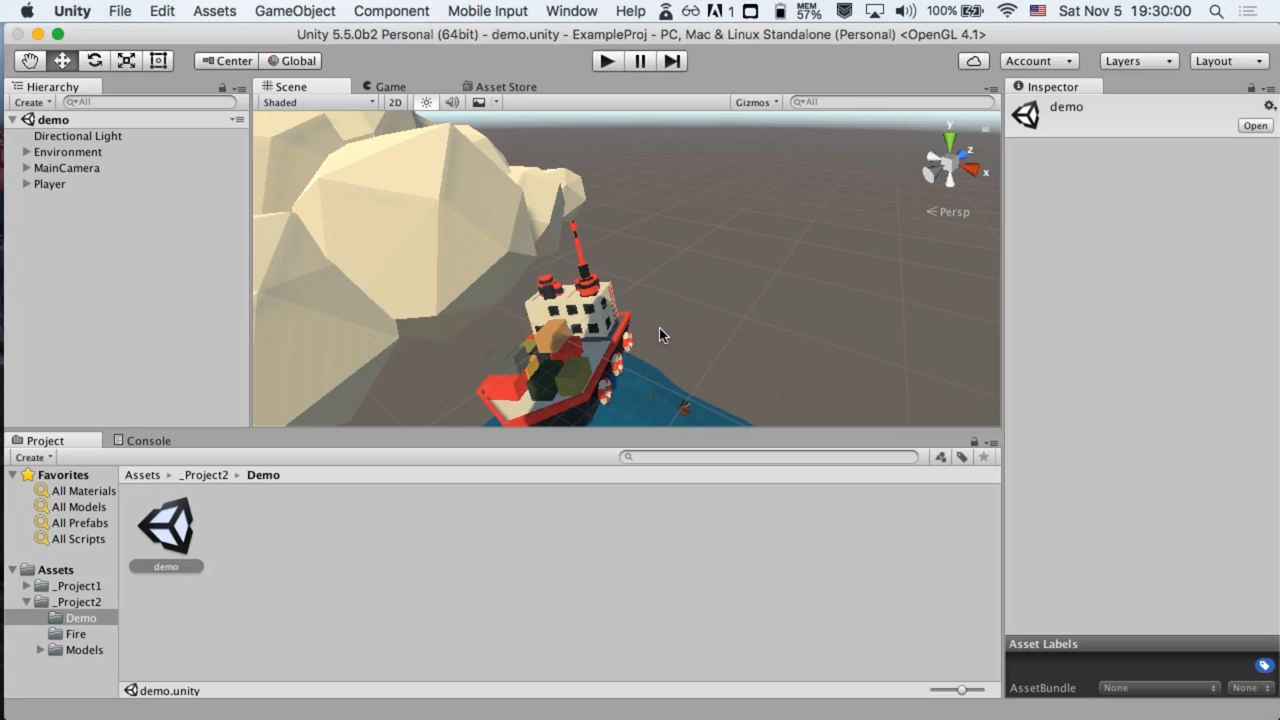 Unity File Edit Assets GameObject Component Mobile Input Window Help 1 MEM 57% 100% Sat Nov 5 19:30:00
Unity 5.5.0b2 Personal (64bit) - demo.unity - ExampleProj - PC, Mac & Linux Standalone (Personal) <OpenGL 4.1>
Center Global Account Layers Layout
Hierarchy Scene Game Asset Store Inspector
Create All Shaded 2D Gizmos All demo
demo Open
Directional Light
Environment
MainCamera
Player
y
z
x
Persp
Project Console
Create
Favorites Assets _Project2 Demo
All Materials
All Models
All Prefabs
All Scripts
demo
Assets
_Project1
_Project2
Demo
Fire
Models
Asset Labels
demo.unity AssetBundle None None